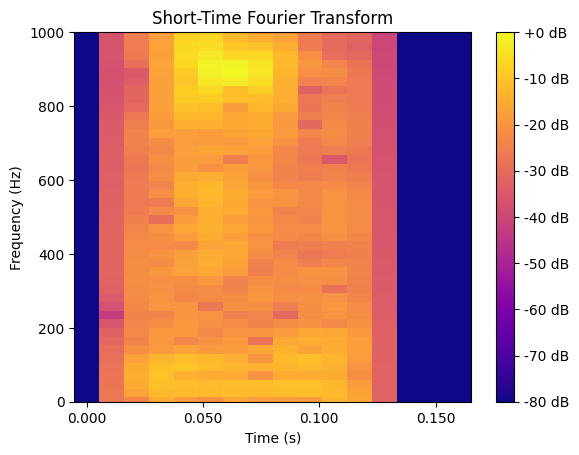 Short-Time Fourier Transform
1000
800
600
400
200
0
Frequency (Hz)
0.000
0.050
0.100
0.150
Time (s)
+0 dB
-10 dB
-20 dB
-30 dB
-40 dB
-50 dB
-60 dB
-70 dB
-80 dB